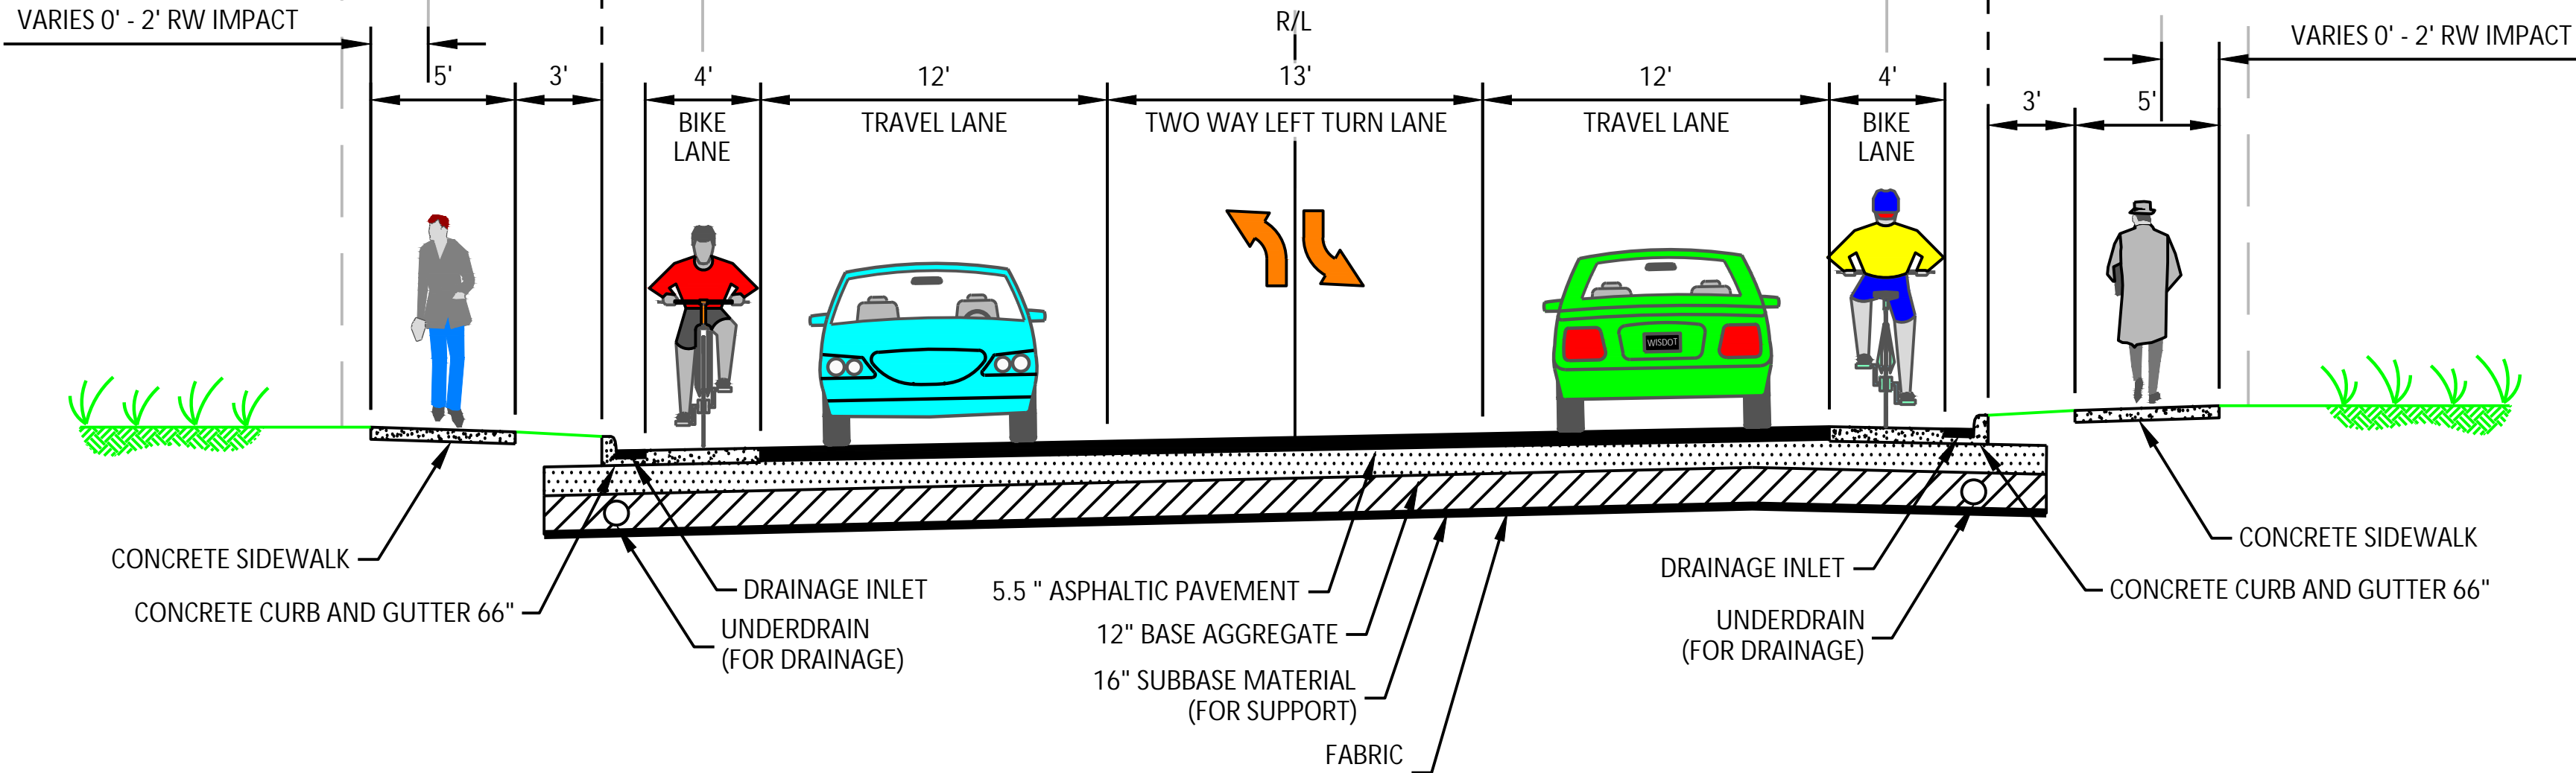 VARIES 0' - 2' RW IMPACT
R/L
VARIES 0' - 2' RW IMPACT
5'
3'
4'
12'
13'
12'
4'
3'
5'
BIKE
LANE
TRAVEL LANE
TWO WAY LEFT TURN LANE
TRAVEL LANE
BIKE
LANE
WISDOT
CONCRETE SIDEWALK
CONCRETE CURB AND GUTTER 66"
DRAINAGE INLET
UNDERDRAIN
(FOR DRAINAGE)
5.5 " ASPHALTIC PAVEMENT
12" BASE AGGREGATE
16" SUBBASE MATERIAL
(FOR SUPPORT)
FABRIC
DRAINAGE INLET
UNDERDRAIN
(FOR DRAINAGE)
CONCRETE SIDEWALK
CONCRETE CURB AND GUTTER 66"